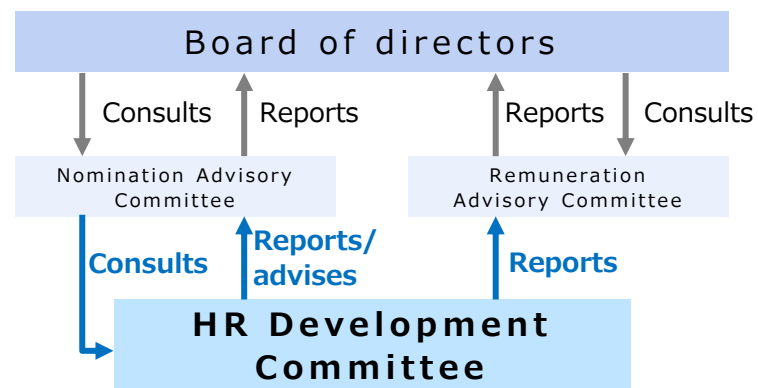 Board of directors
Consults
Reports
Reports
Consults
Nomination Advisory
Committee
Remuneration
Advisory Committee
Consults
Reports/
advises
Reports
HR Development
Committee